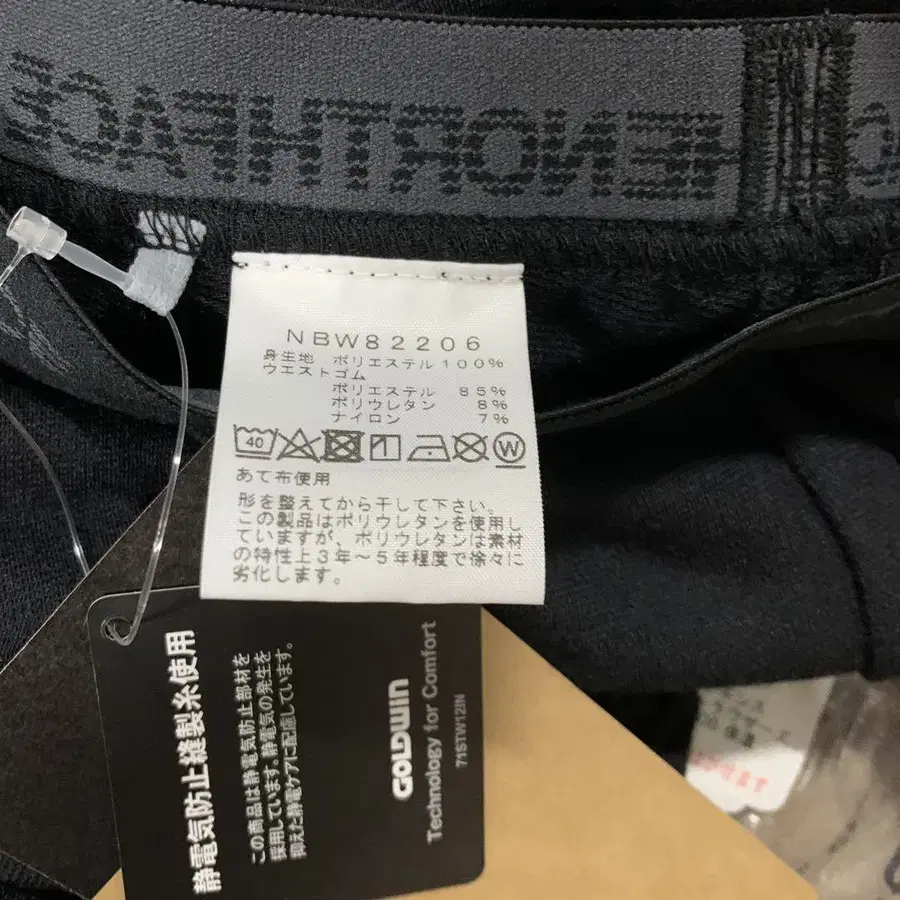 THE NORTH FACE
NBW82206
身生地 ポリエステル100%
ウエストゴム
ポリエステル 85%
ポリウレタン 8%
ナイロン 7%
40
W
あて布使用
形を整えてから干して下さい。
この製品はポリウレタンを使用し
ていますが、ポリウレタンは素材
の特性上3年～5年程度で徐々に
劣化します。
静電気防止縫製糸使用
この商品は静電気防止部材を
採用しています。静電気の発生を
抑えた静電ケアに配慮しています。
GOLDWIN
Technology for Comfort
71STW12IN